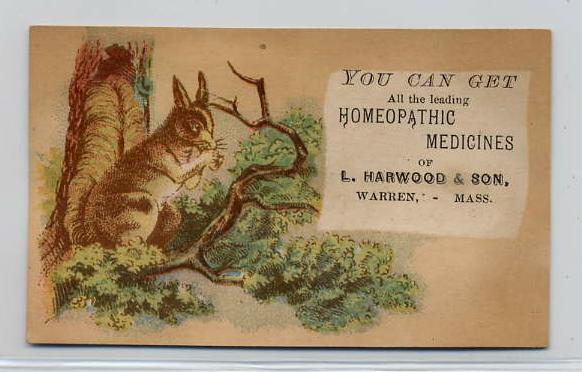 YOU CAN GET
All the leading
HOMEOPATHIC
MEDICINES
OF
L. HARWOOD & SON,
WARREN, - MASS.